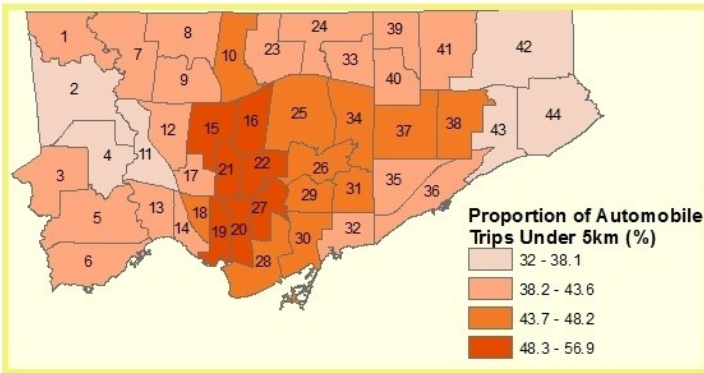 1 7 8 10 23 24 39 41 42
2 9 33 40
12 15 16 25 34 37 38 43 44
4 11 17 21 22 26 35
3 13 18 27 29 31 36
5 14 19 20 30 32
6 28
Proportion of Automobile
Trips Under 5km (%)
32 - 38.1
38.2 - 43.6
43.7 - 48.2
48.3 - 56.9